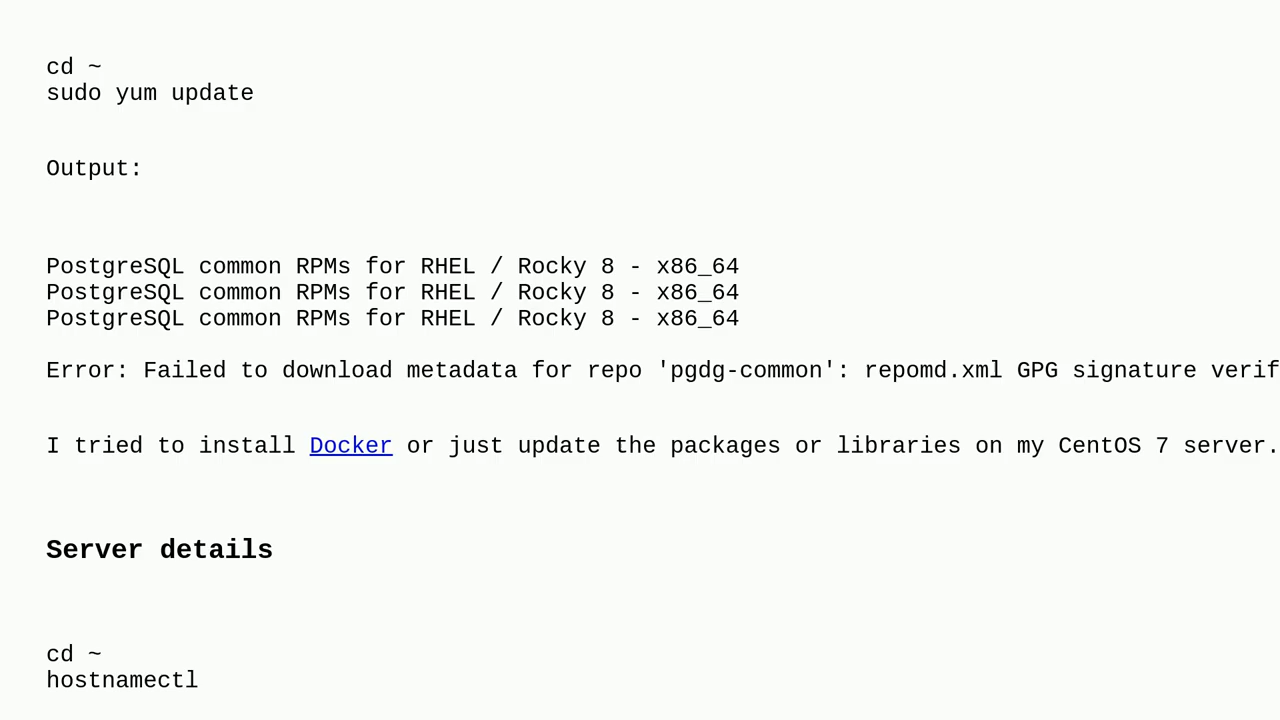 cd ~
sudo yum update
Output:
PostgreSQL common RPMs for RHEL / Rocky 8 - x86_64
PostgreSQL common RPMs for RHEL / Rocky 8 - x86_64
PostgreSQL common RPMs for RHEL / Rocky 8 - x86_64
Error: Failed to download metadata for repo 'pgdg-common': repomd.xml GPG signature verif
I tried to install Docker or just update the packages or libraries on my CentOS 7 server.
Server details
cd ~
hostnamectl